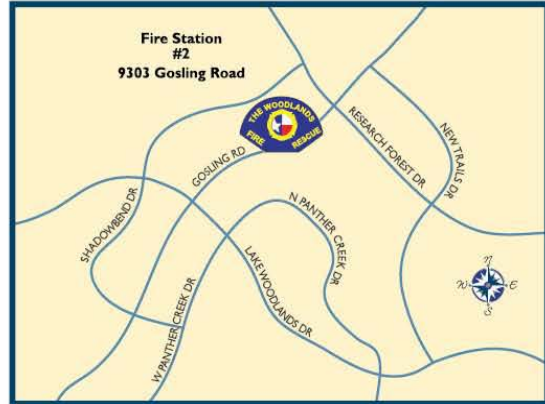 Fire Station
#2
9303 Gosling Road
THE WOODLANDS
FIRE RESCUE
GOSLING RD
RESEARCH FOREST DR
NEW TRAILS DR
SHADOWBEND DR
N PANTHER CREEK DR
LAKE WOODLANDS DR
W PANTHER CREEK DR
N
W
E
S